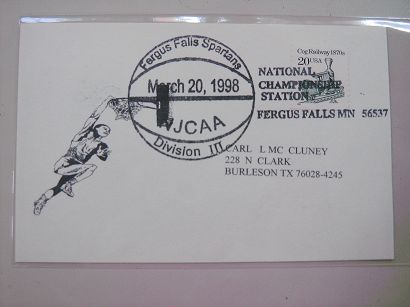 Fergus Falls Spartans
March 20, 1998
NJCAA
Division III
Cog Railway 1870s
20 USA
NATIONAL
CHAMPIONSHIP
STATION
FERGUS FALLS MN 56537
CARL L MC CLUNEY
228 N CLARK
BURLESON TX 76028-4245